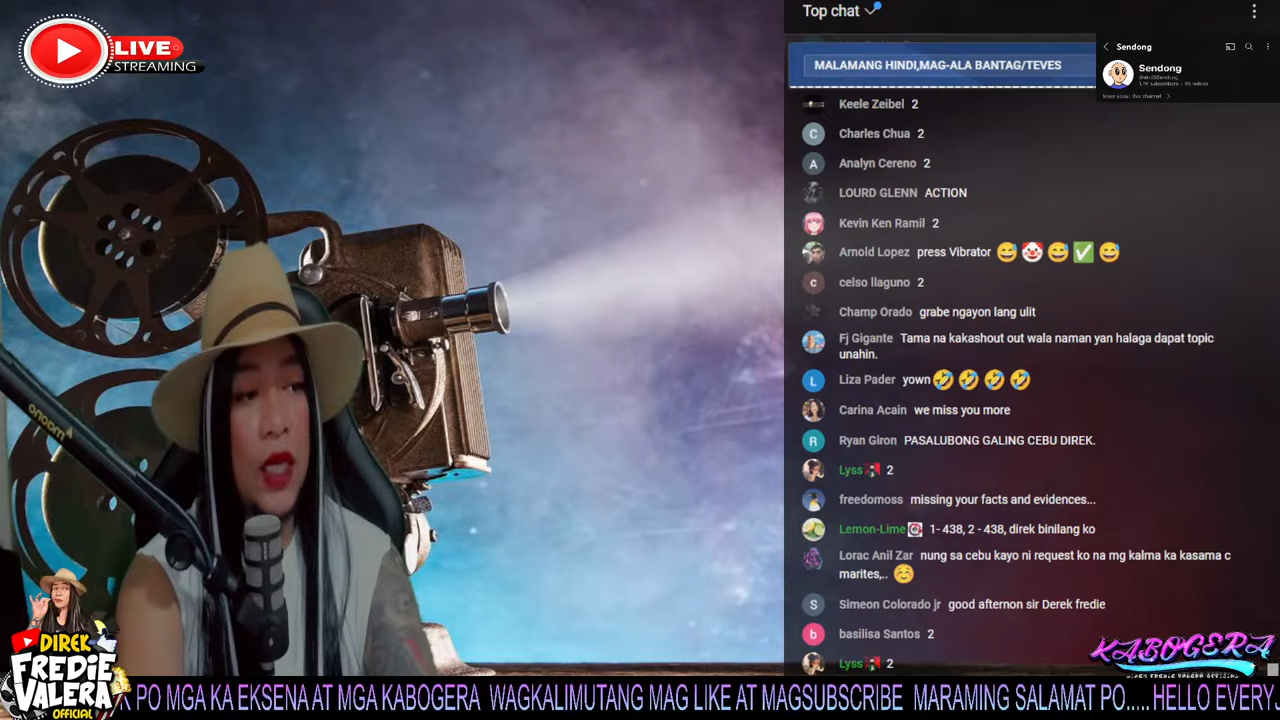 LIVE
STREAMING
Top chat
MALAMANG HINDI,MAG-ALA BANTAG/TEVES
Sendong
Sendong
Keele Zeibel 2
C Charles Chua 2
A Analyn Cereno 2
LOURD GLENN ACTION
Kevin Ken Ramil 2
Arnold Lopez press Vibrator 😅 🤡 😅 ✅ 😅
c celso llaguno 2
Champ Orado grabe ngayon lang ulit
Fj Gigante Tama na kakashout out wala naman yan halaga dapat topic
unahin.
L Liza Pader yown 🤣 🤣 🤣 🤣
Carina Acain we miss you more
R Ryan Giron PASALUBONG GALING CEBU DIREK.
Lyss 2
freedomoss missing your facts and evidences...
Lemon-Lime 1- 438, 2 - 438, direk binilang ko
Lorac Anil Zar nung sa cebu kayo ni request ko na mg kalma ka kasama c
marites,.. ☺️
S Simeon Colorado jr good afternon sir Derek fredie
b basilisa Santos 2
Lyss 2
maono
DIREK
FREDIE
VALERA
OFFICIAL
KABOGERA
DIREK FREDIE VALERA OFFICIAL
PO MGA KA EKSENA AT MGA KABOGERA WAGKALIMUTANG MAG LIKE AT MAGSUBSCRIBE MARAMING SALAMAT PO..... HELLO EVERY